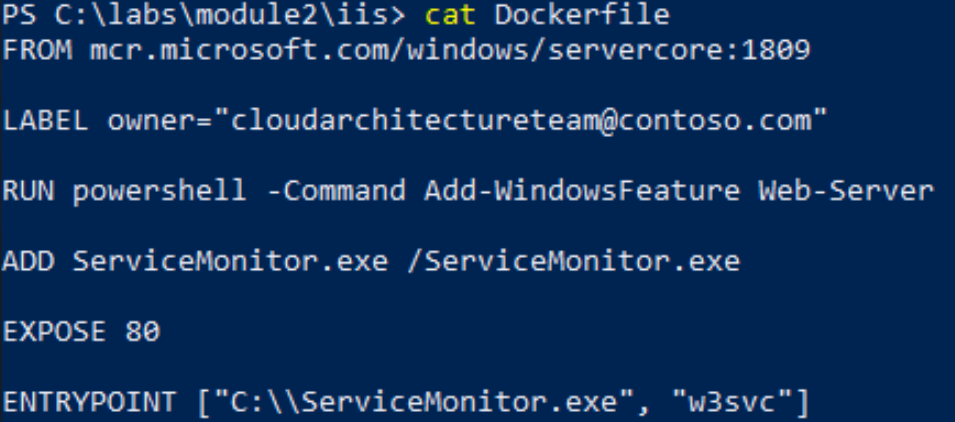 PS C:\labs\module2\iis> cat Dockerfile
FROM mcr.microsoft.com/windows/servercore:1809
LABEL owner="cloudarchitectureteam@contoso.com"
RUN powershell -Command Add-WindowsFeature Web-Server
ADD ServiceMonitor.exe /ServiceMonitor.exe
EXPOSE 80
ENTRYPOINT ["C:\\ServiceMonitor.exe", "w3svc"]